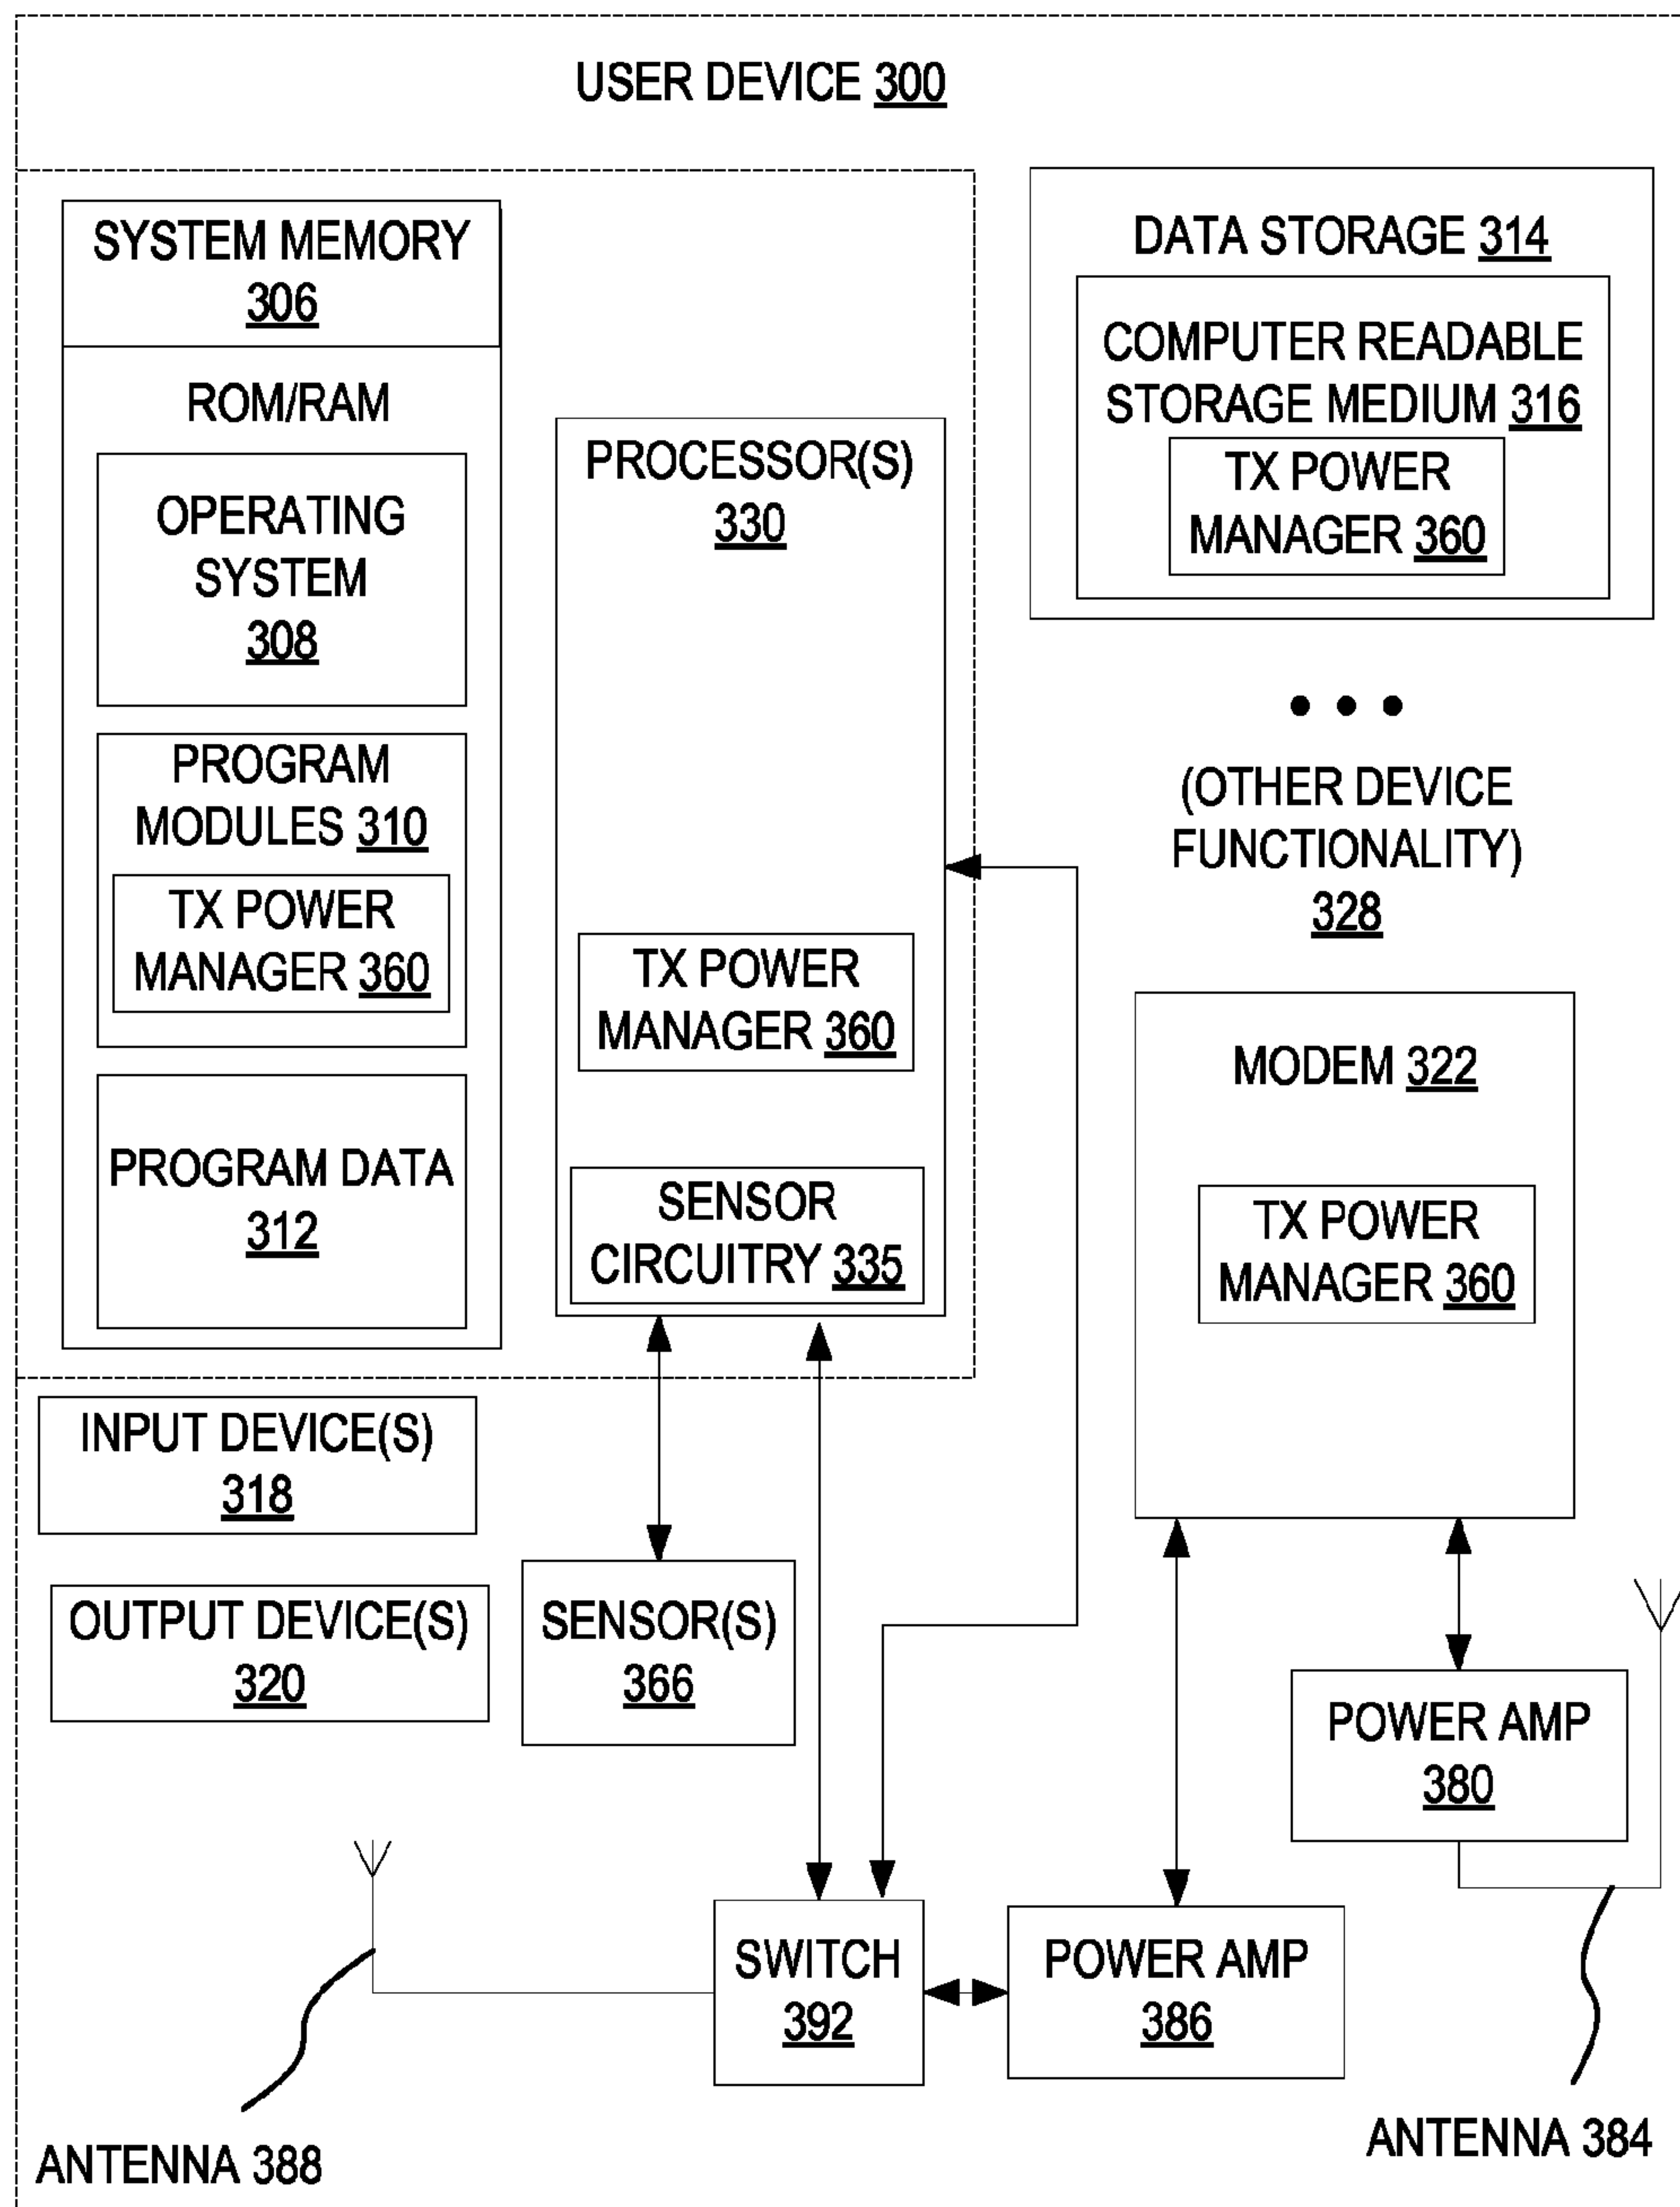 USER DEVICE 300
SYSTEM MEMORY
306
ROM/RAM
OPERATING
SYSTEM
308
PROGRAM
MODULES 310
TX POWER
MANAGER 360
PROGRAM DATA
312
PROCESSOR(S)
330
TX POWER
MANAGER 360
SENSOR
CIRCUITRY 335
DATA STORAGE 314
COMPUTER READABLE
STORAGE MEDIUM 316
TX POWER
MANAGER 360
(OTHER DEVICE
FUNCTIONALITY)
328
MODEM 322
TX POWER
MANAGER 360
INPUT DEVICE(S)
318
OUTPUT DEVICE(S)
320
SENSOR(S)
366
POWER AMP
380
SWITCH
392
POWER AMP
386
ANTENNA 388
ANTENNA 384